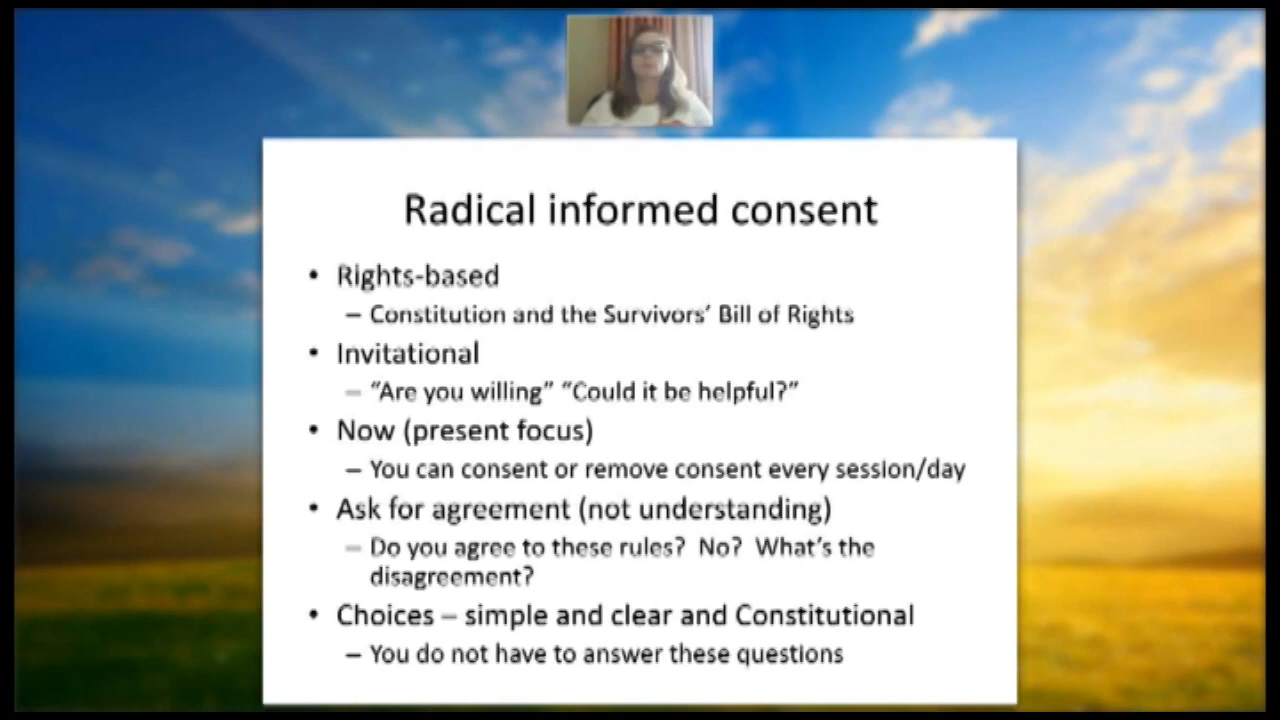 Radical informed consent
• Rights-based
– Constitution and the Survivors’ Bill of Rights
• Invitational
– “Are you willing” “Could it be helpful?”
• Now (present focus)
– You can consent or remove consent every session/day
• Ask for agreement (not understanding)
– Do you agree to these rules?  No?  What’s the
disagreement?
• Choices – simple and clear and Constitutional
– You do not have to answer these questions